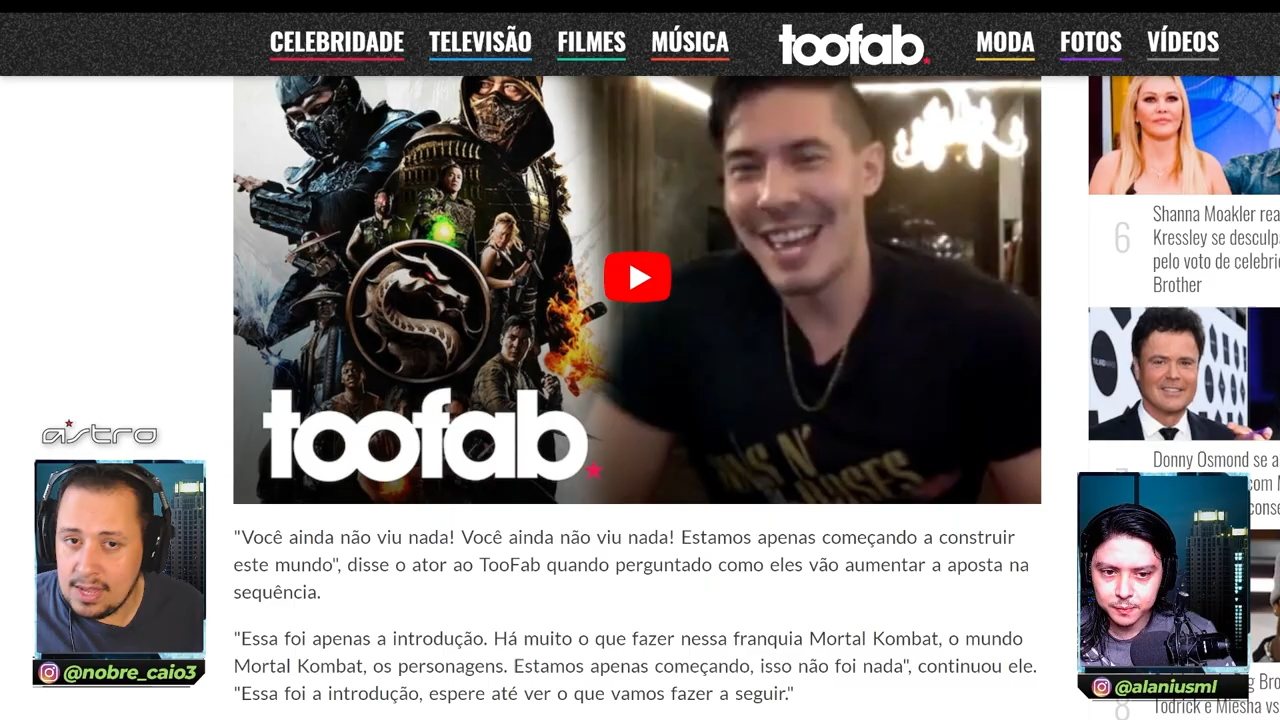 CELEBRIDADE TELEVISÃO FILMES MÚSICA toofab MODA FOTOS VÍDEOS
toofab
6
Shanna Moakler rea
Kressley se desculp
pelo voto de celebri
Brother
Donny Osmond se a
com M
conse
astro
"Você ainda não viu nada! Você ainda não viu nada! Estamos apenas começando a construir
este mundo", disse o ator ao TooFab quando perguntado como eles vão aumentar a aposta na
sequência.
"Essa foi apenas a introdução. Há muito o que fazer nessa franquia Mortal Kombat, o mundo
Mortal Kombat, os personagens. Estamos apenas começando, isso não foi nada", continuou ele.
"Essa foi a introdução, espere até ver o que vamos fazer a seguir."
@nobre_caio3
@alaniusml
g Bro
8
Todrick e Miesha vs